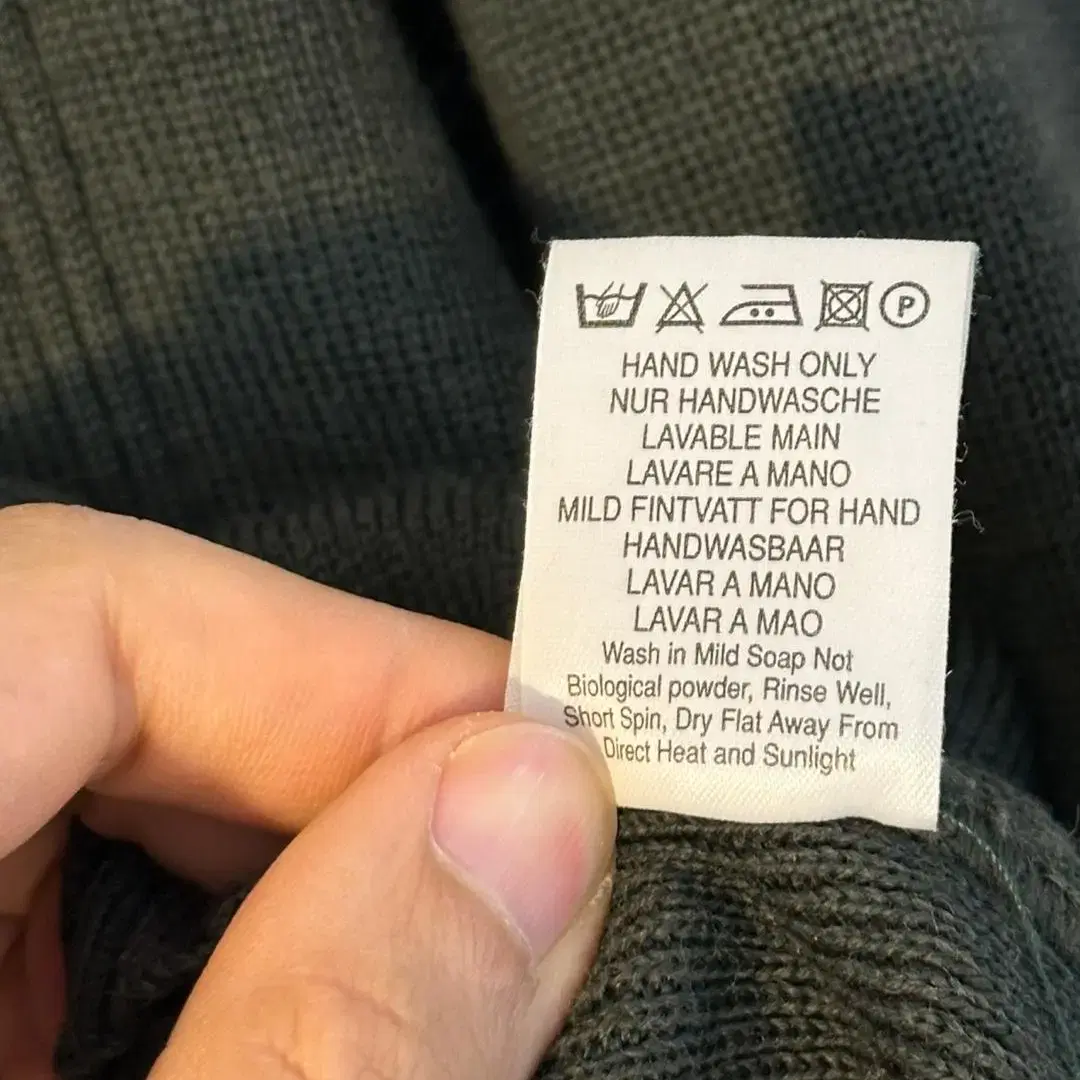 P
HAND WASH ONLY
NUR HANDWASCHE
LAVABLE MAIN
LAVARE A MANO
MILD FINTVATT FOR HAND
HANDWASBAAR
LAVAR A MANO
LAVAR A MAO
Wash in Mild Soap Not
Biological powder, Rinse Well,
Short Spin, Dry Flat Away From
Direct Heat and Sunlight